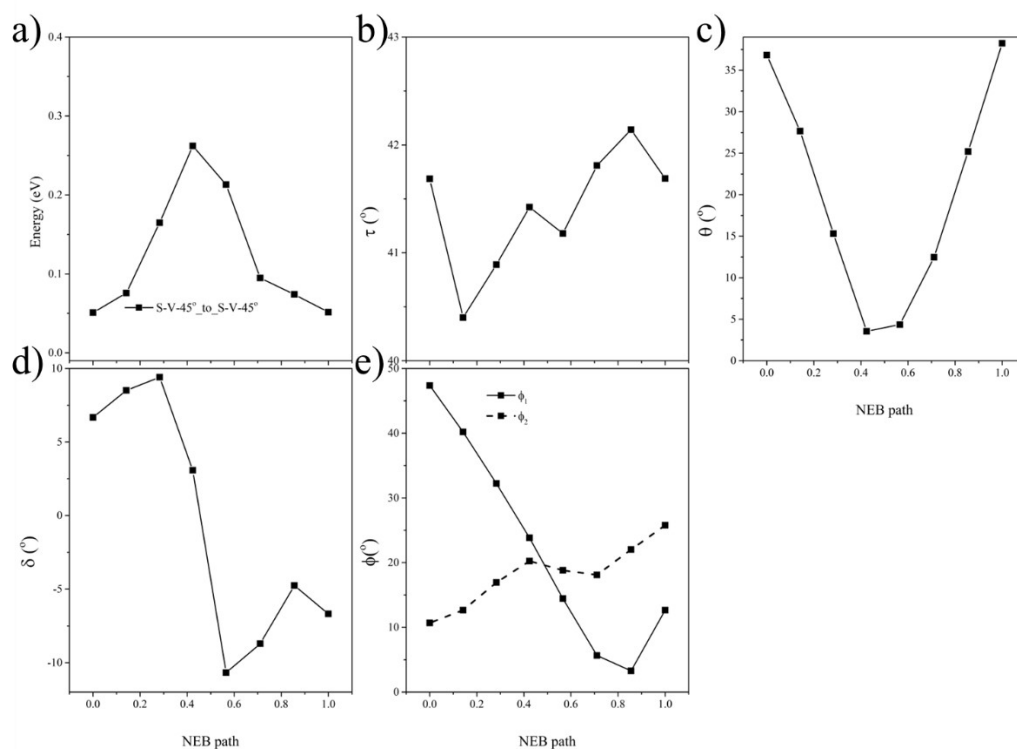 a)
0.4
0.3
0.2
0.1
0.0
Energy (eV)
S-V-45°_to_S-V-45°
b)
43
42
41
40
τ (°)
c)
35
30
25
20
15
10
5
0
θ (°)
0.0 0.2 0.4 0.6 0.8 1.0
NEB path
d)
10
5
0
-5
-10
δ (°)
0.0 0.2 0.4 0.6 0.8 1.0
NEB path
e)
50
40
30
20
10
0
ϕ(°)
ϕ₁
ϕ₂
0.0 0.2 0.4 0.6 0.8 1.0
NEB path